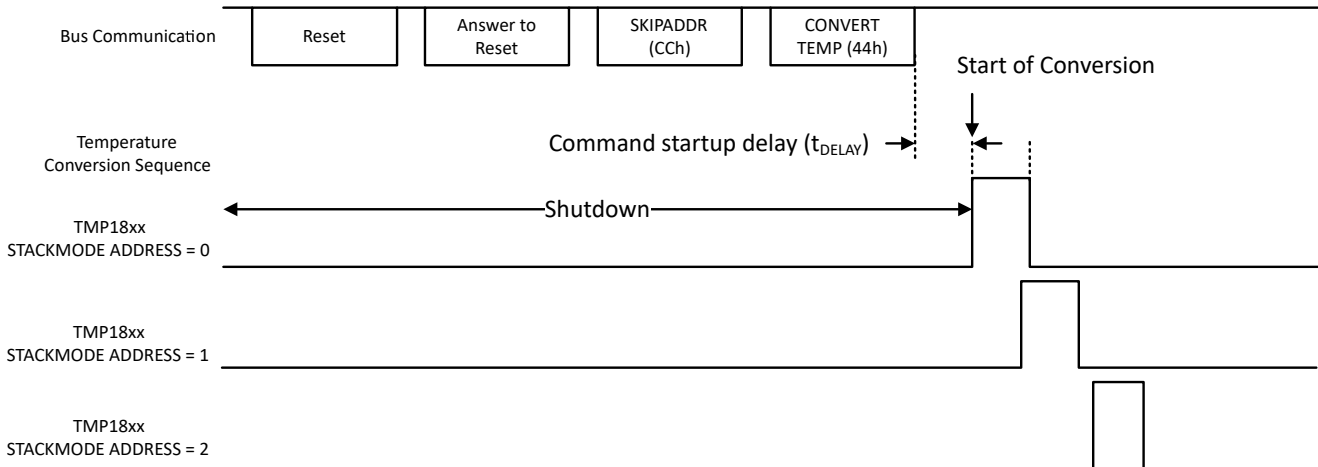 Bus Communication
Reset
Answer to
Reset
SKIPADDR
(CCh)
CONVERT
TEMP (44h)
Start of Conversion
Temperature
Conversion Sequence
Command startup delay (tDELAY)
Shutdown
TMP18xx
STACKMODE ADDRESS = 0
TMP18xx
STACKMODE ADDRESS = 1
TMP18xx
STACKMODE ADDRESS = 2